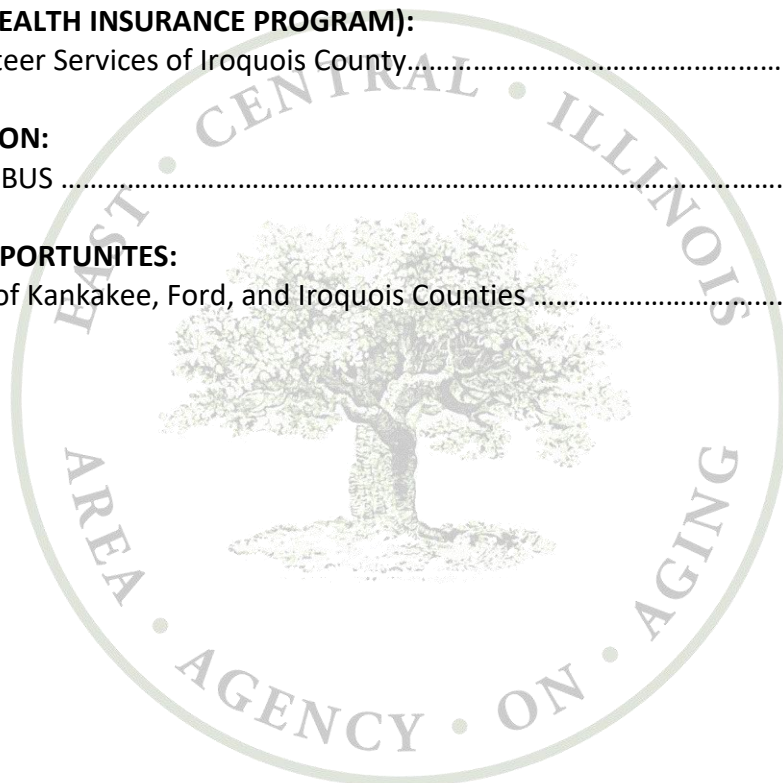 EALTH INSURANCE PROGRAM):
teer Services of Iroquois County……………………………………………
ON:
BUS ……………………………………………………………………………………
PORTUNITES:
of Kankakee, Ford, and Iroquois Counties ……………………………
EAST • CENTRAL • ILLINOIS
AREA • AGENCY • ON • AGING